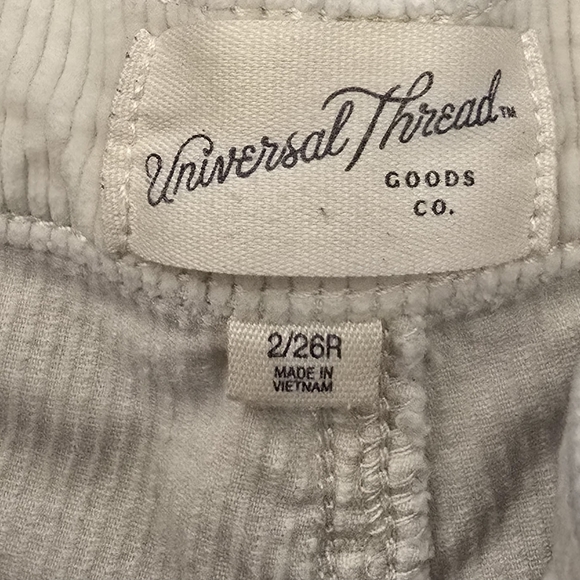 Universal Thread™
GOODS
CO.
2/26R
MADE IN
VIETNAM